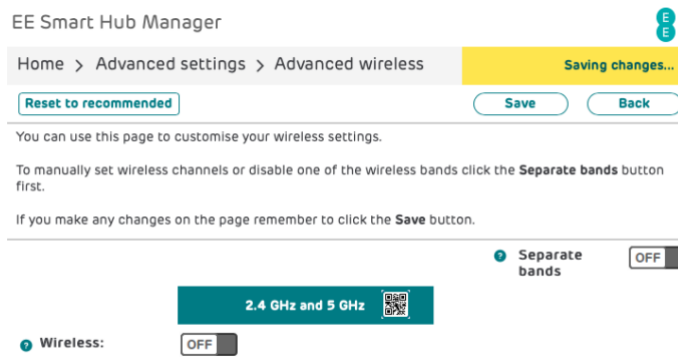 EE Smart Hub Manager
E
E
Home > Advanced settings > Advanced wireless
Saving changes...
Reset to recommended
Save
Back
You can use this page to customise your wireless settings.
To manually set wireless channels or disable one of the wireless bands click the Separate bands button
first.
If you make any changes on the page remember to click the Save button.
? Separate
bands
OFF
2.4 GHz and 5 GHz
? Wireless:
OFF